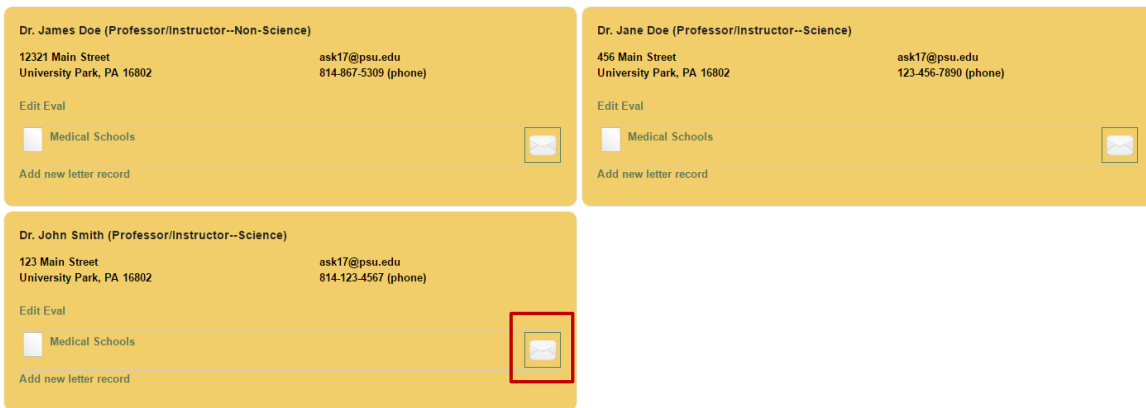 Dr. James Doe (Professor/Instructor--Non-Science)
12321 Main Street
University Park, PA 16802
ask17@psu.edu
814-867-5309 (phone)
Edit Eval
Medical Schools
Add new letter record
Dr. Jane Doe (Professor/Instructor--Science)
456 Main Street
University Park, PA 16802
ask17@psu.edu
123-456-7890 (phone)
Edit Eval
Medical Schools
Add new letter record
Dr. John Smith (Professor/Instructor--Science)
123 Main Street
University Park, PA 16802
ask17@psu.edu
814-123-4567 (phone)
Edit Eval
Medical Schools
Add new letter record